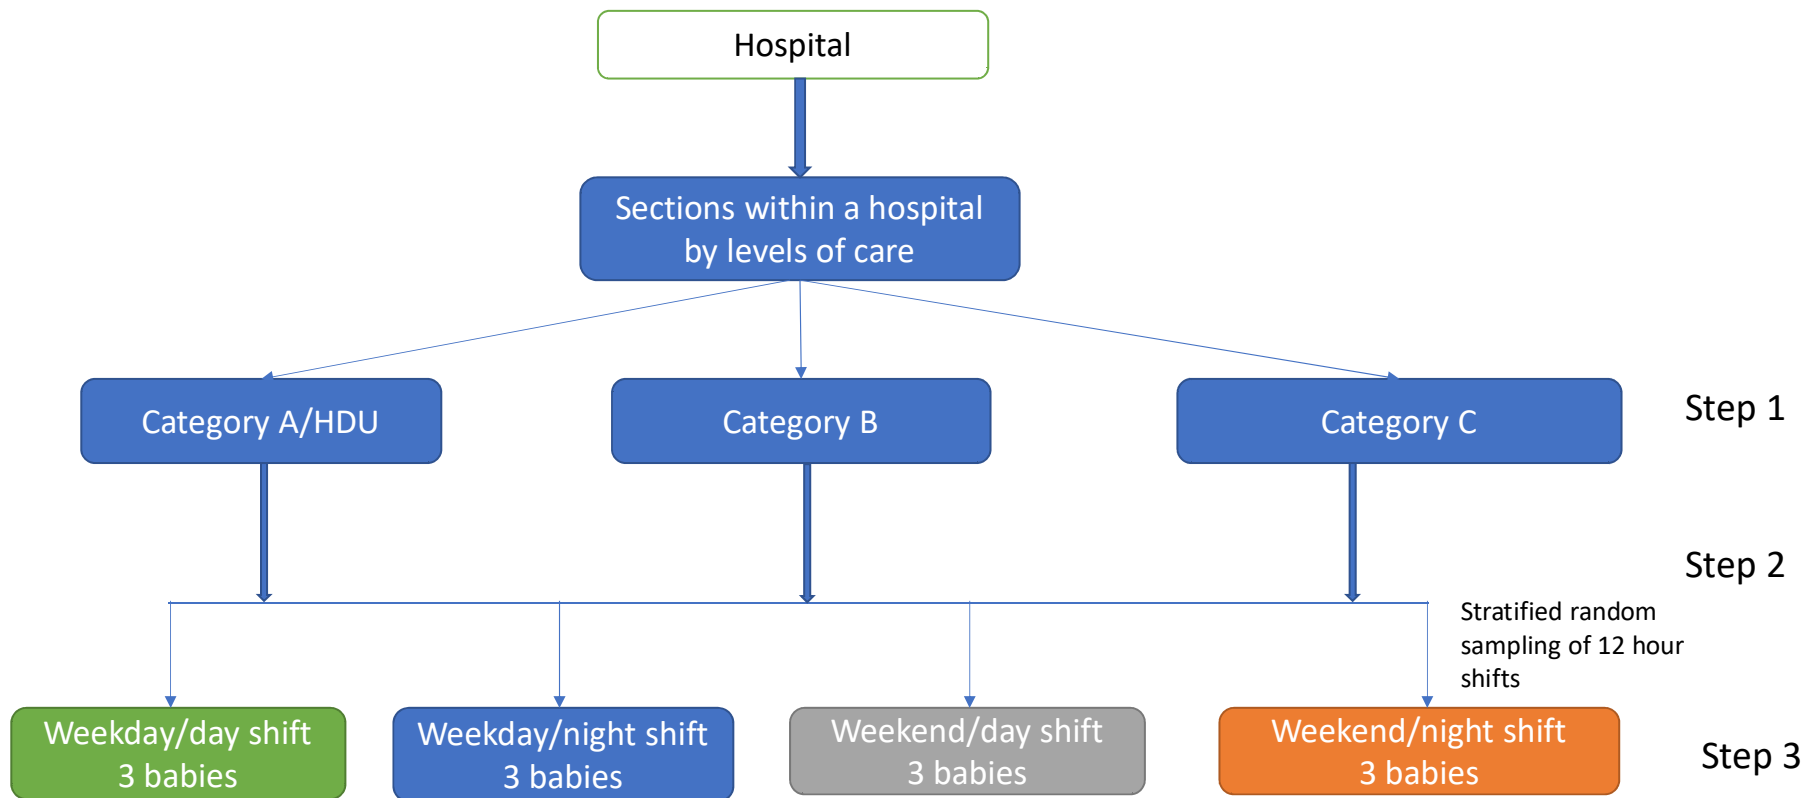 Hospital
Sections within a hospital
by levels of care
Category A/HDU
Category B
Category C
Step 1
Step 2
Stratified random
sampling of 12 hour
shifts
Weekday/day shift
3 babies
Weekday/night shift
3 babies
Weekend/day shift
3 babies
Weekend/night shift
3 babies
Step 3